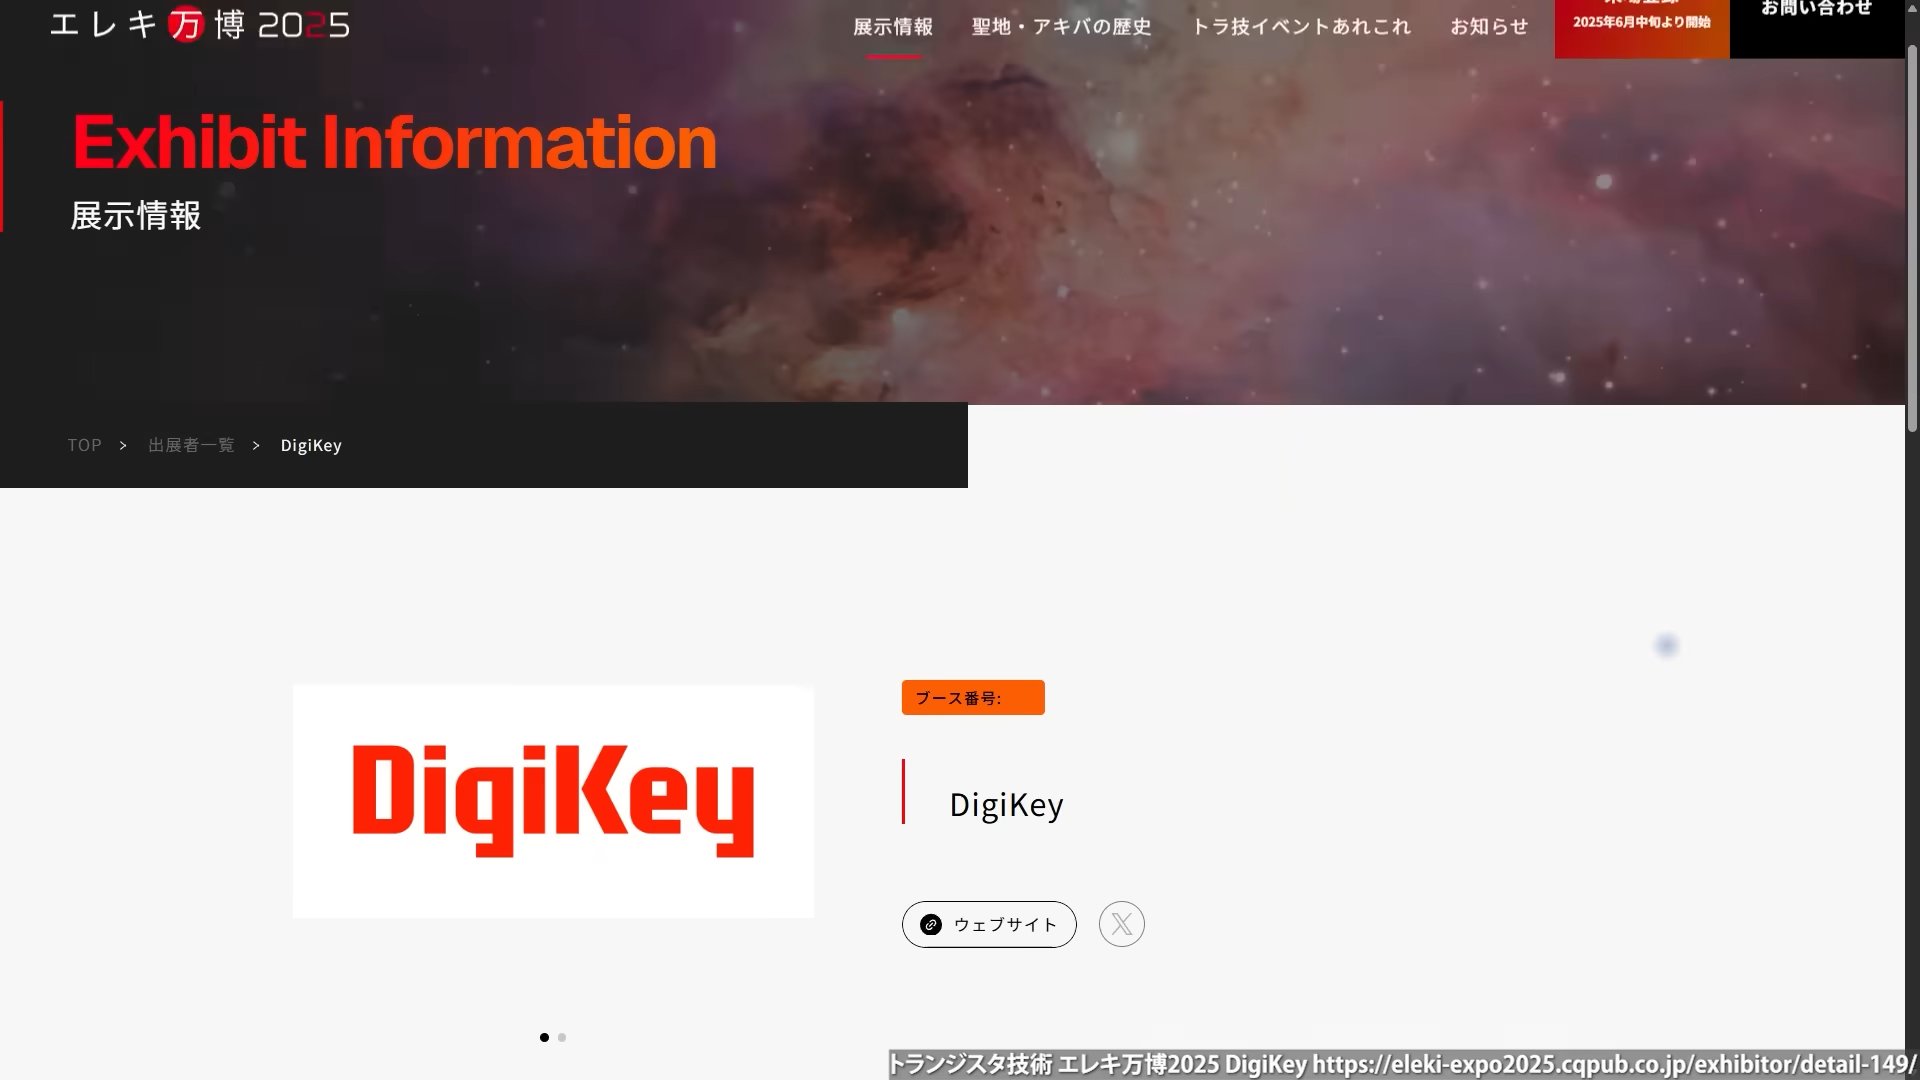 エレキ万博 2025
展示情報
聖地・アキバの歴史
トラ技イベントあれこれ
お知らせ
2025年6月中旬より開始
お問い合わせ
Exhibit Information
展示情報
TOP > 出展者一覧 > DigiKey
DigiKey
ブース番号:
DigiKey
ウェブサイト
トランジスタ技術 エレキ万博2025 DigiKey https://eleki-expo2025.cqpub.co.jp/exhibitor/detail-149/